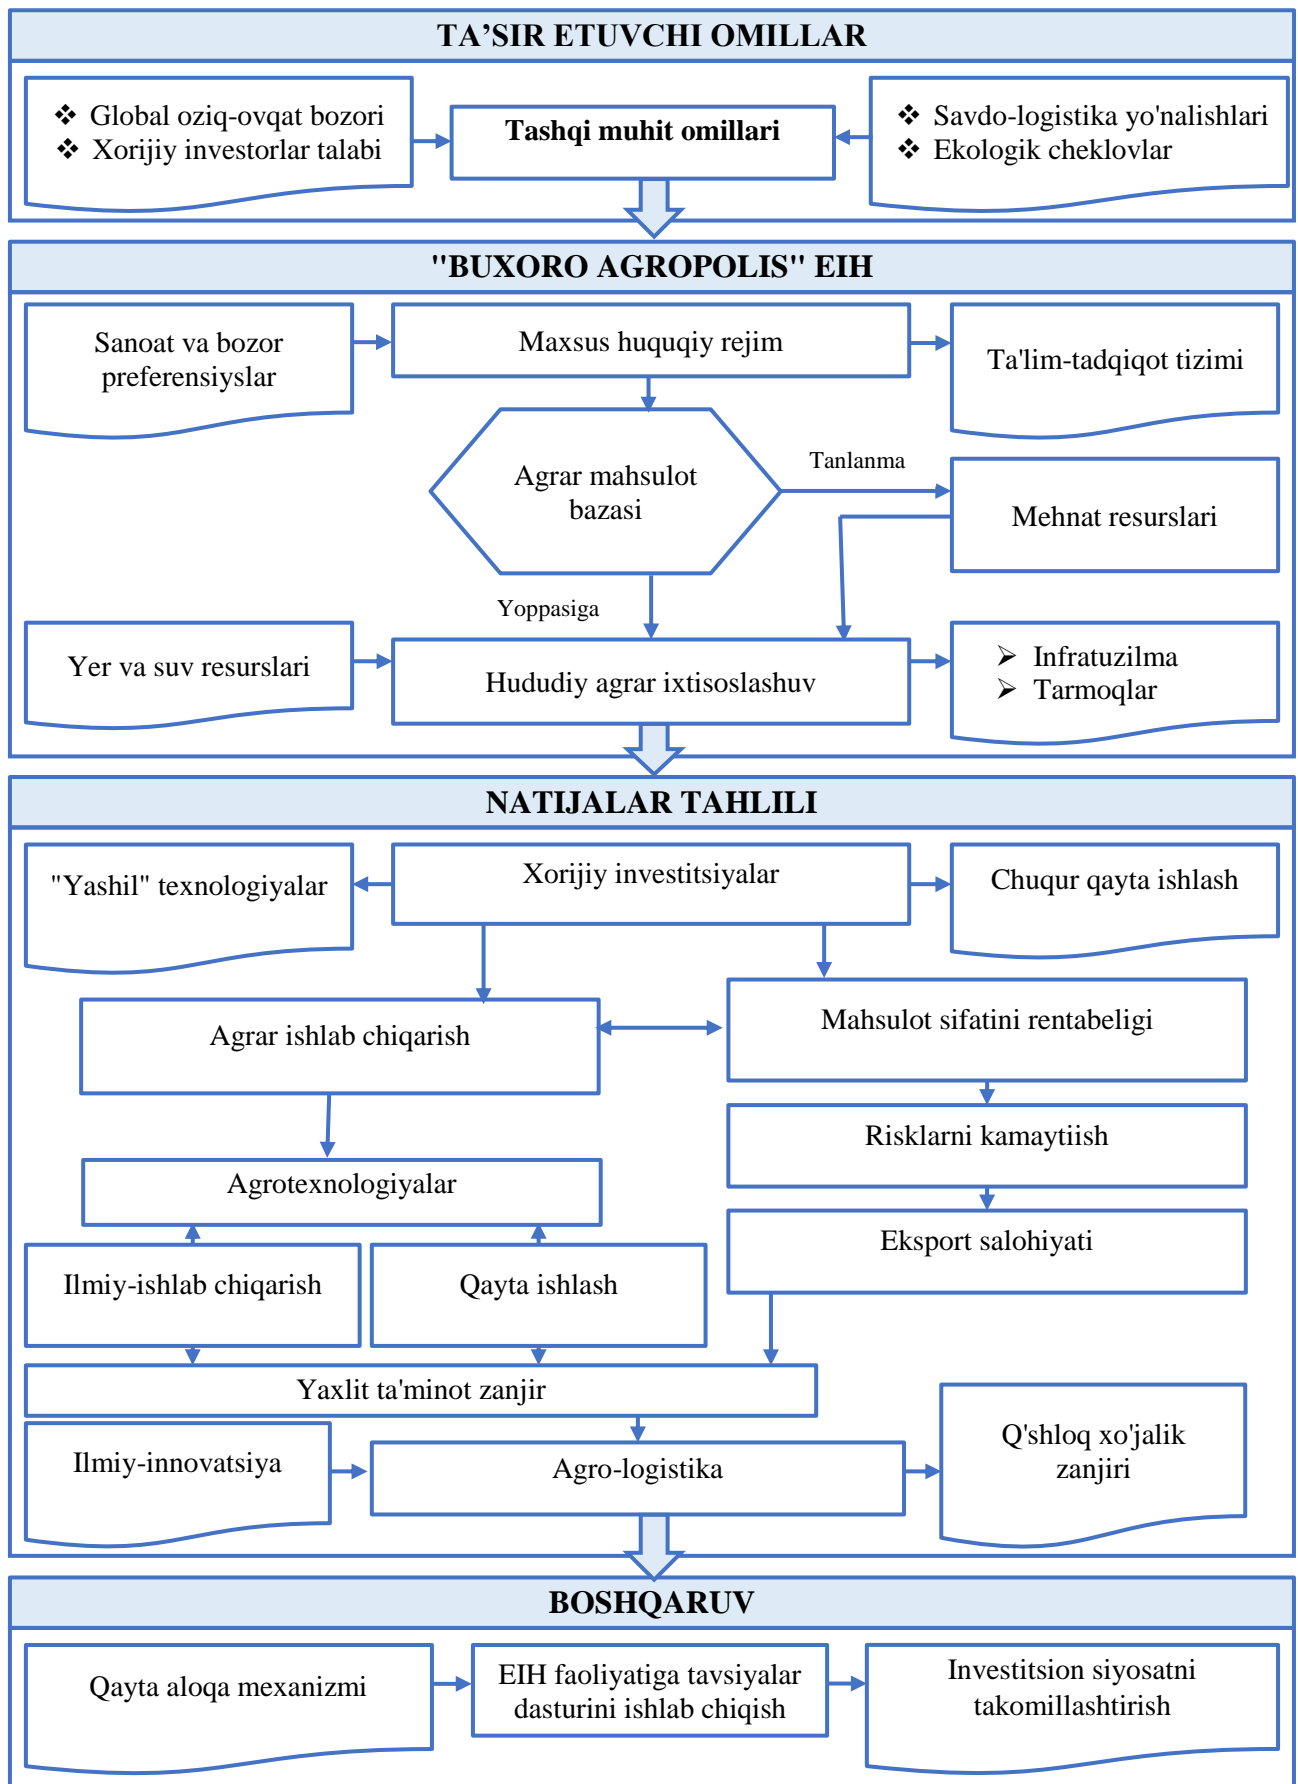 TA’SIR ETUVCHI OMILLAR
❖ Global oziq-ovqat bozori
❖ Xorijiy investorlar talabi
Tashqi muhit omillari
❖ Savdo-logistika yo'nalishlari
❖ Ekologik cheklovlar
"BUXORO AGROPOLIS" EIH
Sanoat va bozor
preferensiyslar
Maxsus huquqiy rejim
Ta'lim-tadqiqot tizimi
Agrar mahsulot
bazasi
Tanlanma
Mehnat resurslari
Yoppasiga
Yer va suv resurslari
Hududiy agrar ixtisoslashuv
➢ Infratuzilma
➢ Tarmoqlar
NATIJALAR TAHLILI
"Yashil" texnologiyalar
Xorijiy investitsiyalar
Chuqur qayta ishlash
Agrar ishlab chiqarish
Mahsulot sifatini rentabeligi
Risklarni kamaytiish
Agrotexnologiyalar
Eksport salohiyati
Ilmiy-ishlab chiqarish
Qayta ishlash
Yaxlit ta'minot zanjir
Ilmiy-innovatsiya
Agro-logistika
Q'shloq xo'jalik
zanjiri
BOSHQARUV
Qayta aloqa mexanizmi
EIH faoliyatiga tavsiyalar
dasturini ishlab chiqish
Investitsion siyosatni
takomillashtirish